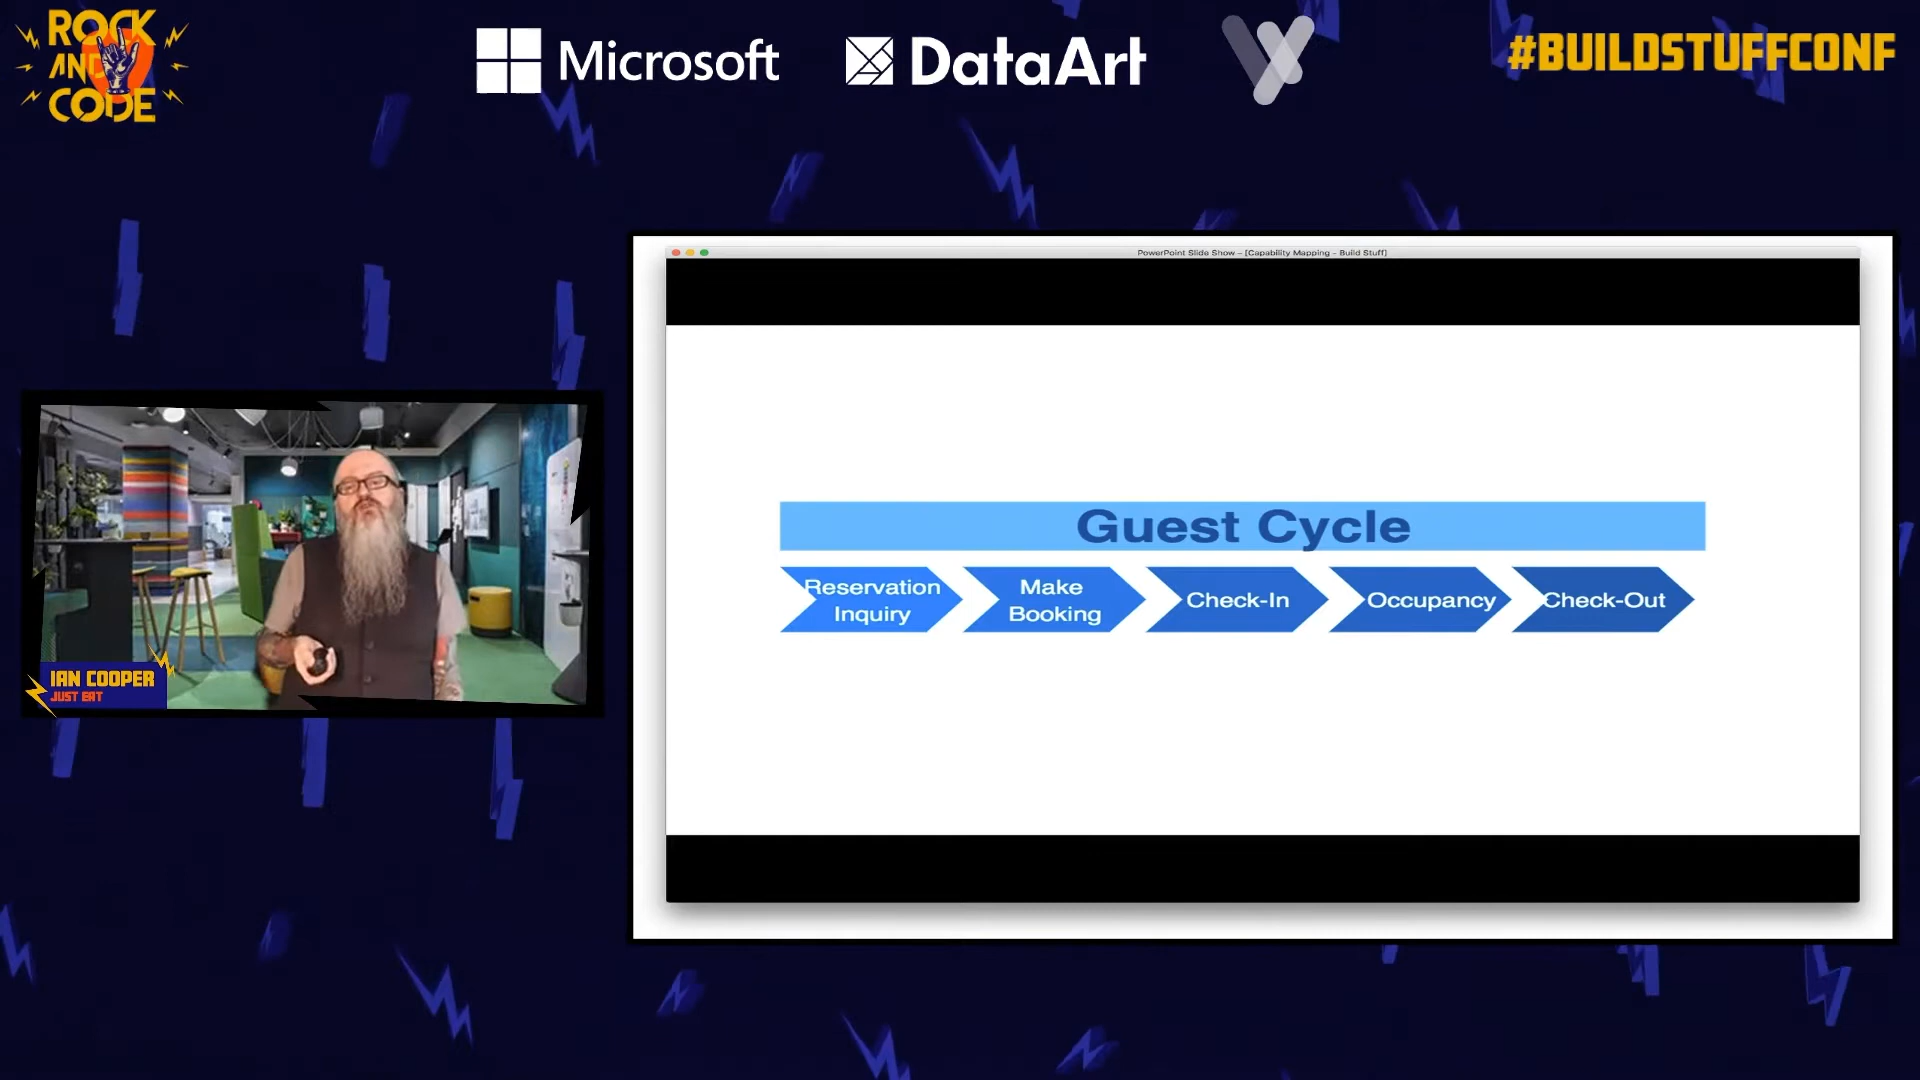 ROCK
AND
CODE
Microsoft
DataArt
#BUILDSTUFFCONF
PowerPoint Slide Show – [Capability Mapping - Build Stuff]
Guest Cycle
Reservation
Inquiry
Make
Booking
Check-In
Occupancy
Check-Out
IAN COOPER
JUST EAT